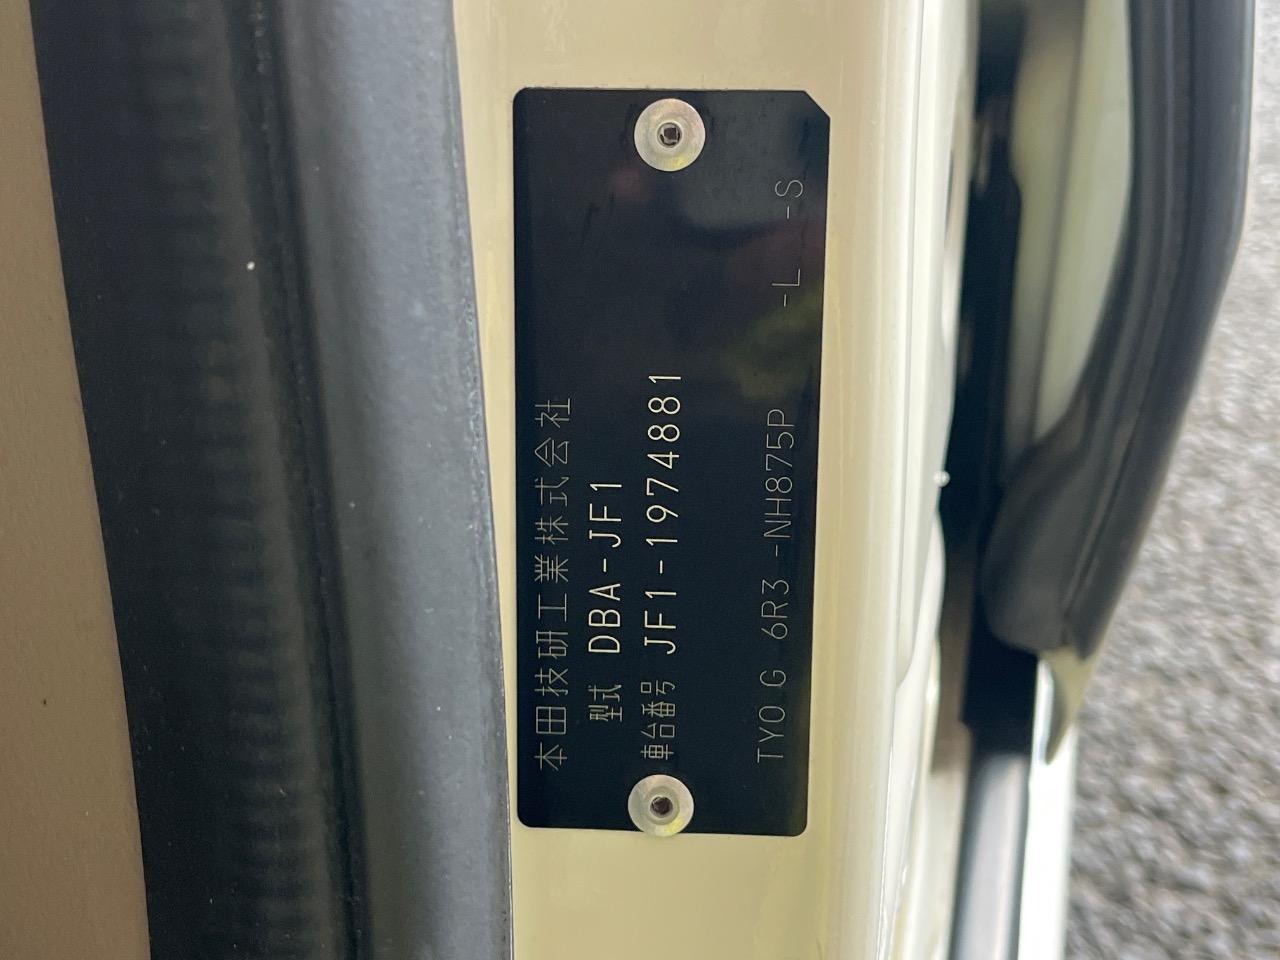 本田技研工業株式会社
型式 DBA-JF1
車台番号 JF1-1974881
TY0 G 6R3 -NH875P -L -S